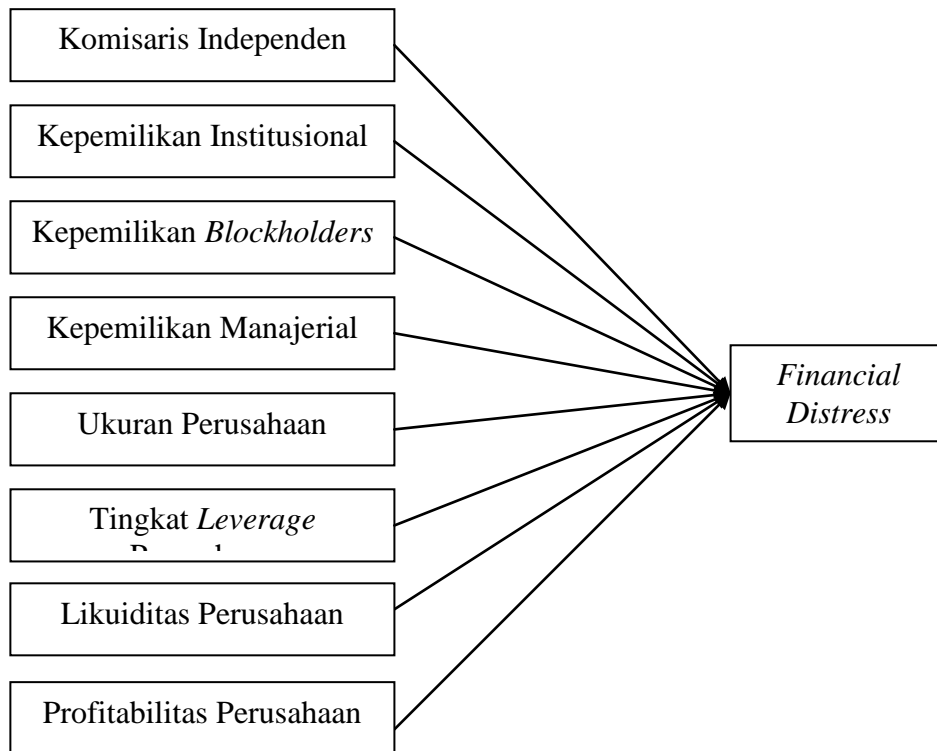 Komisaris Independen
Kepemilikan Institusional
Kepemilikan Blockholders
Kepemilikan Manajerial
Ukuran Perusahaan
Tingkat Leverage
Likuiditas Perusahaan
Profitabilitas Perusahaan
Financial
Distress